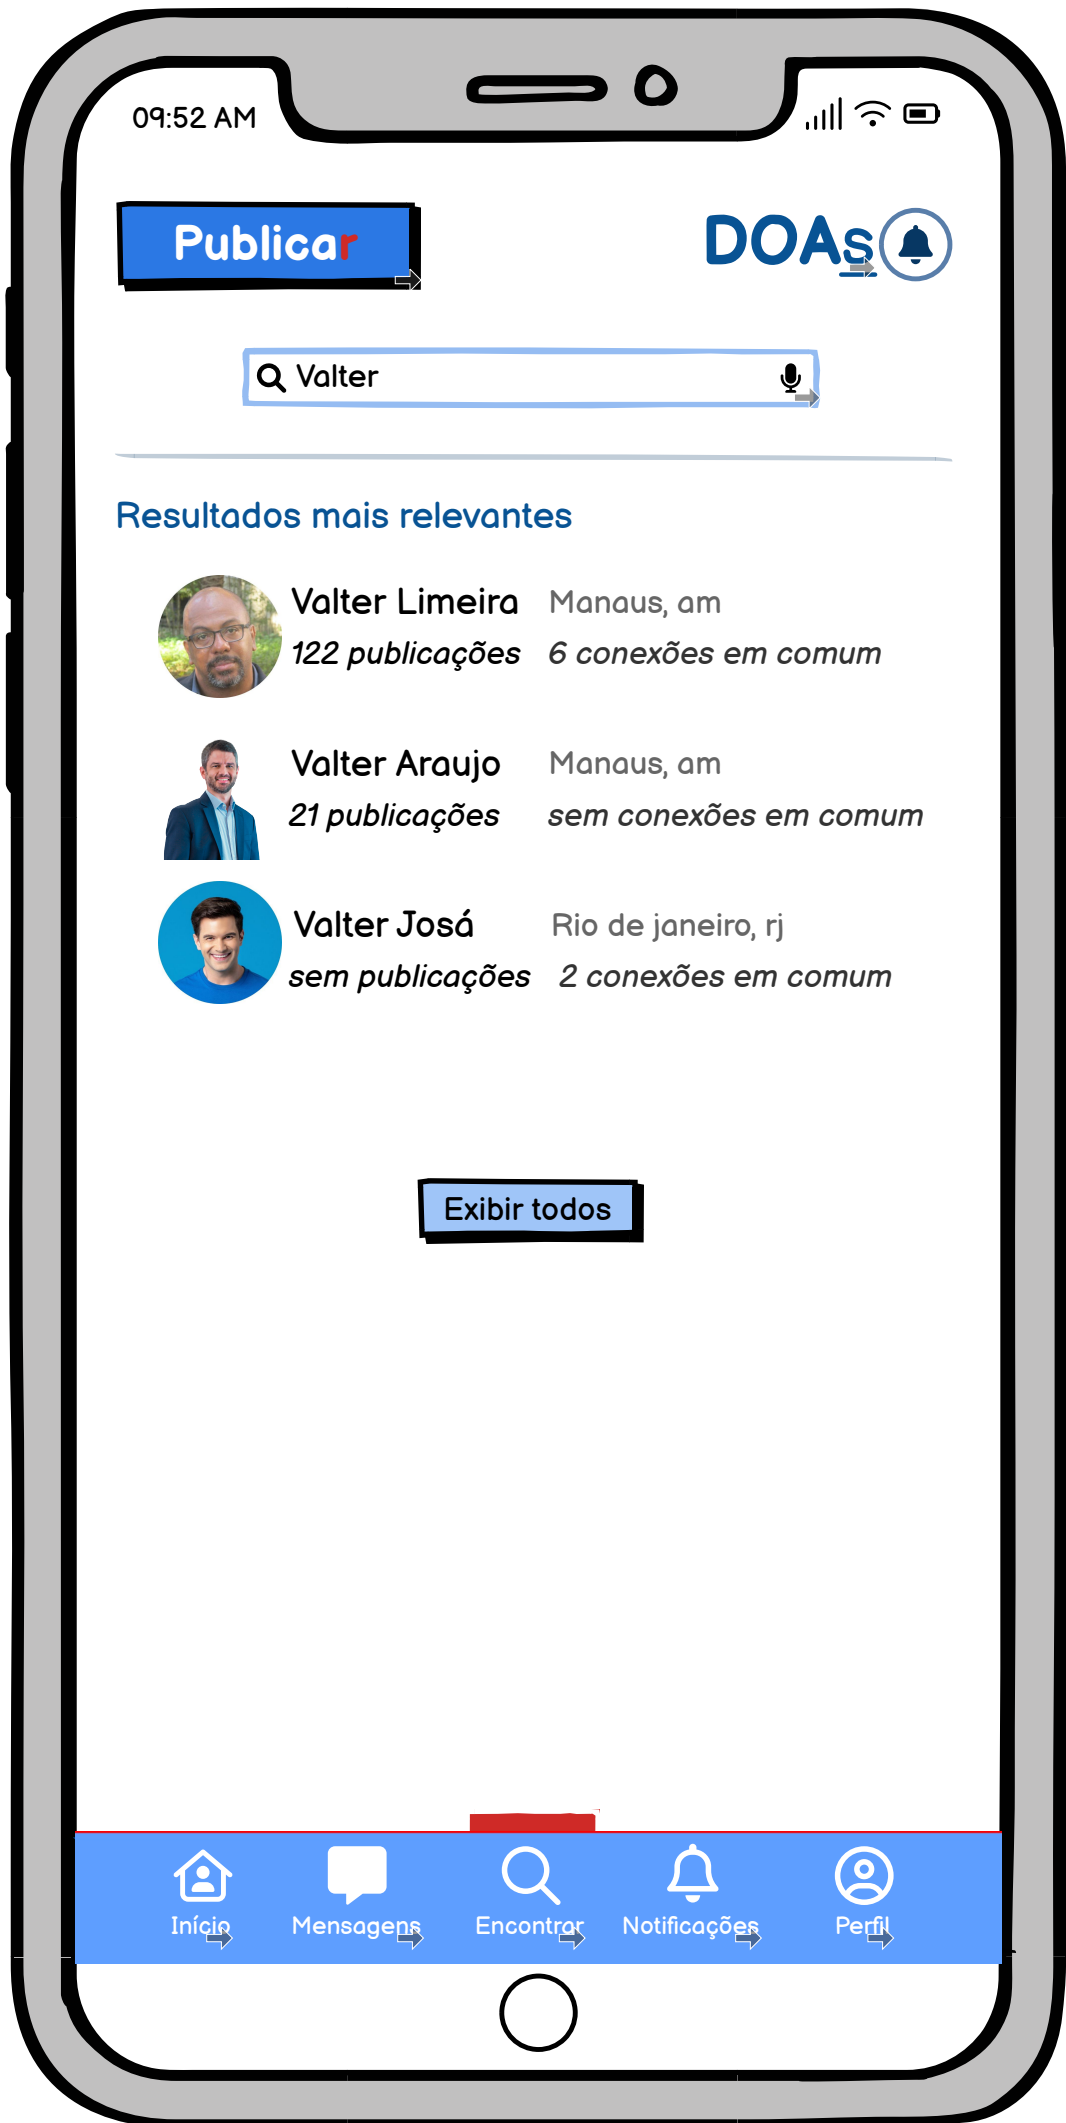 09:52 AM
Publicar
DOAs
Valter
Resultados mais relevantes
Valter Limeira Manaus, am
122 publicações 6 conexões em comum
Valter Araujo Manaus, am
21 publicações sem conexões em comum
Valter Josá Rio de janeiro, rj
sem publicações 2 conexões em comum
Exibir todos
Início Mensagens Encontrar Notificações Perfil